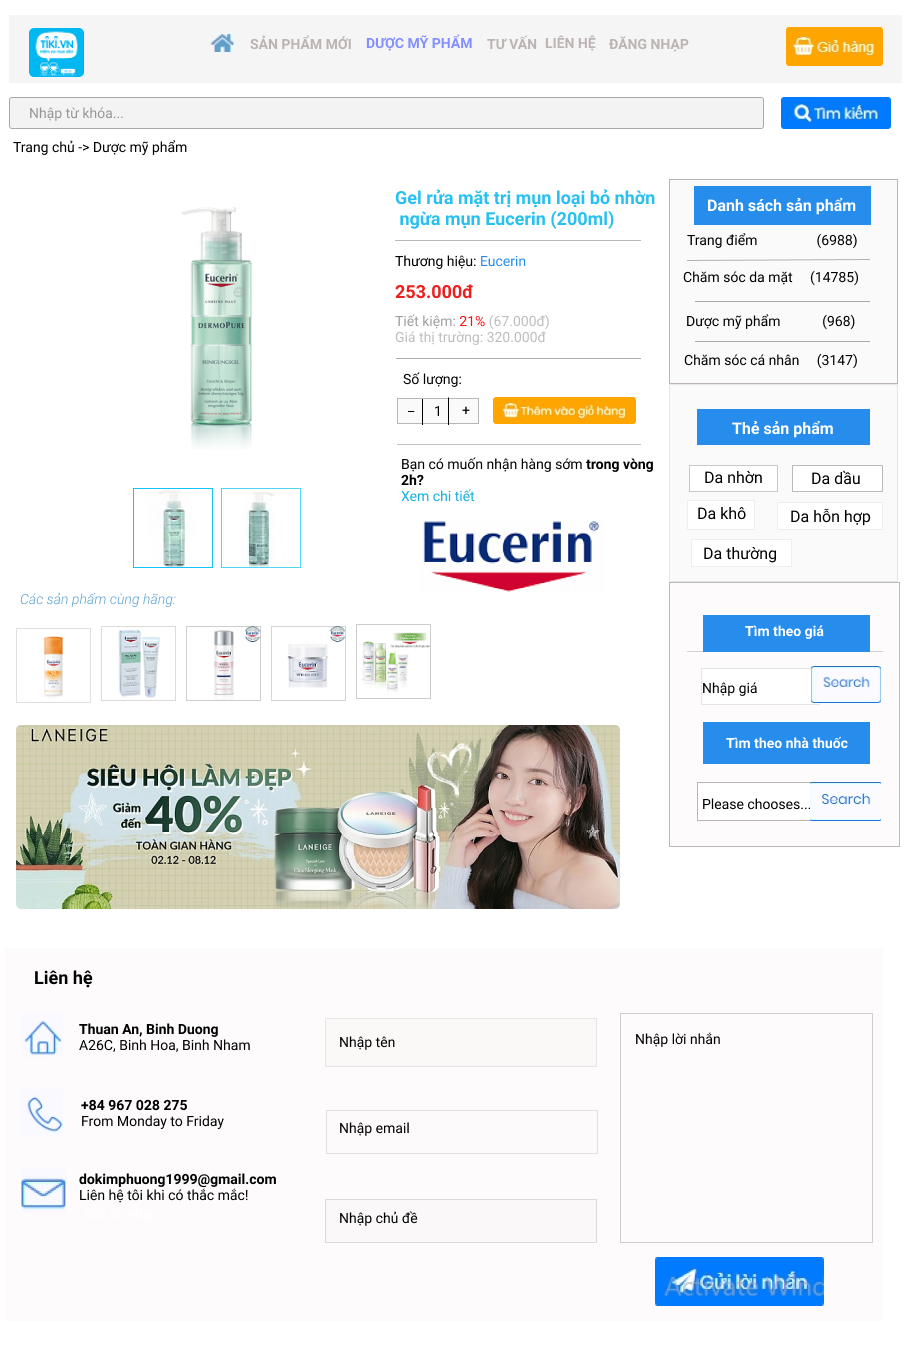 TIKI.VN
SẢN PHẨM MỚI
DƯỢC MỸ PHẨM
TƯ VẤN
LIÊN HỆ
ĐĂNG NHẠP
Giỏ hàng
Nhập từ khóa...
Tìm kiếm
Trang chủ -> Dược mỹ phẩm
Eucerin
DERMOPURE
REINIGUNGSGEL
Gel rửa mặt trị mụn loại bỏ nhờn
ngừa mụn Eucerin (200ml)
Thương hiệu: Eucerin
253.000đ
Tiết kiệm: 21% (67.000đ)
Giá thị trường: 320.000đ
Số lượng:
– 1 +
Thêm vào giỏ hàng
Bạn có muốn nhận hàng sớm trong vòng
2h?
Xem chi tiết
Eucerin
Danh sách sản phẩm
Trang điểm (6988)
Chăm sóc da mặt (14785)
Dược mỹ phẩm (968)
Chăm sóc cá nhân (3147)
Thẻ sản phẩm
Da nhờn
Da dầu
Da khô
Da hỗn hợp
Da thường
Tìm theo giá
Nhập giá
Search
Tìm theo nhà thuốc
Please chooses...
Search
Các sản phẩm cùng hãng:
LANEIGE
SIÊU HỘI LÀM ĐẸP
Giảm
đến
40%
TOÀN GIAN HÀNG
02.12 - 08.12
LANEIGE
LANEIGE
Liên hệ
Thuan An, Binh Duong
A26C, Binh Hoa, Binh Nham
+84 967 028 275
From Monday to Friday
dokimphuong1999@gmail.com
Liên hệ tôi khi có thắc mắc!
Nhập tên
Nhập email
Nhập chủ đề
Nhập lời nhắn
Gửi lời nhắn
Activate Wind